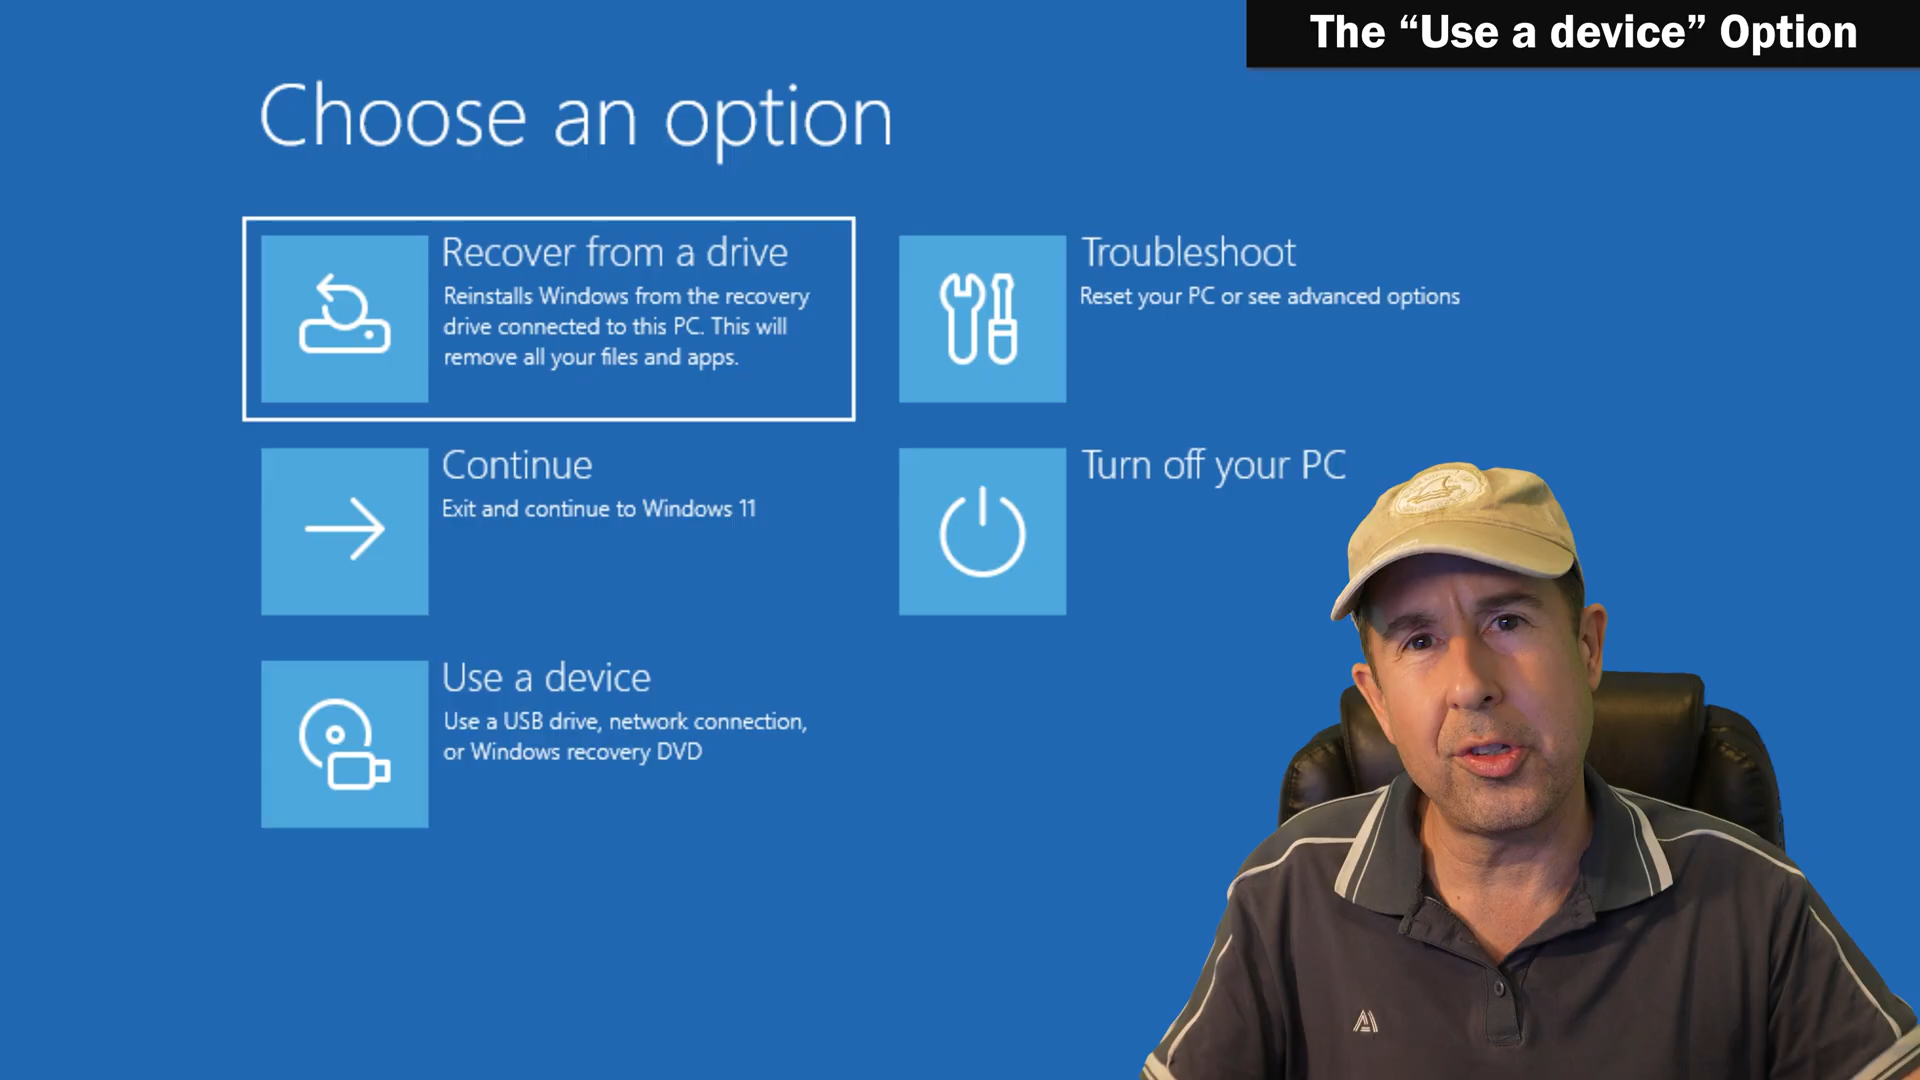 The “Use a device” Option
Choose an option
Recover from a drive
Reinstalls Windows from the recovery
drive connected to this PC. This will
remove all your files and apps.
Troubleshoot
Reset your PC or see advanced options
Continue
Exit and continue to Windows 11
Turn off your PC
Use a device
Use a USB drive, network connection,
or Windows recovery DVD